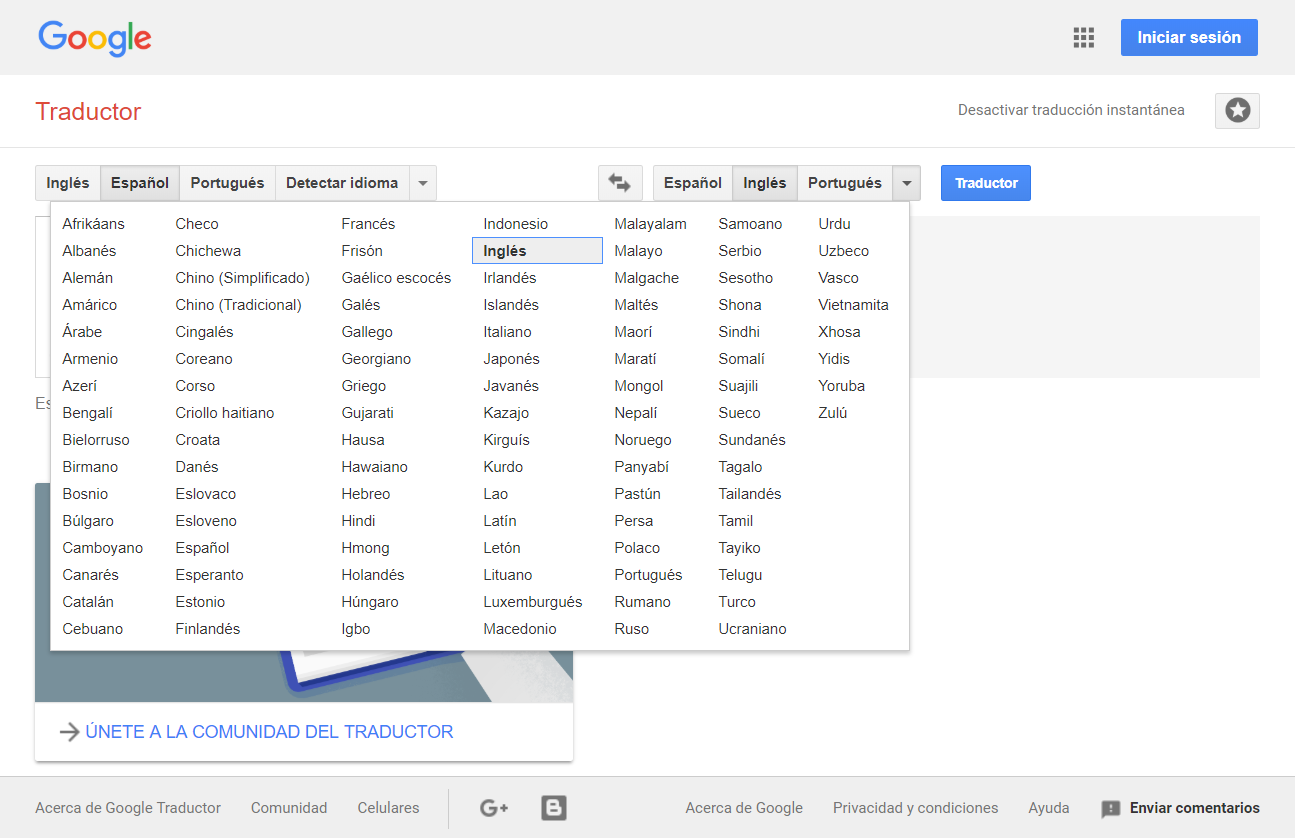 Google
Iniciar sesión
Traductor
Desactivar traducción instantánea
Inglés Español Portugués Detectar idioma
Español Inglés Portugués Traductor
Afrikáans Checo Francés Indonesio Malayalam Samoano Urdu
Albanés Chichewa Frisón Inglés Malayo Serbio Uzbeco
Alemán Chino (Simplificado) Gaélico escocés Irlandés Malgache Sesotho Vasco
Amárico Chino (Tradicional) Galés Islandés Maltés Shona Vietnamita
Árabe Cingalés Gallego Italiano Maorí Sindhi Xhosa
Armenio Coreano Georgiano Japonés Maratí Somalí Yidis
Azerí Corso Griego Javanés Mongol Suajili Yoruba
Bengalí Criollo haitiano Gujarati Kazajo Nepalí Sueco Zulú
Bielorruso Croata Hausa Kirguís Noruego Sundanés
Birmano Danés Hawaiano Kurdo Panyabí Tagalo
Bosnio Eslovaco Hebreo Lao Pastún Tailandés
Búlgaro Esloveno Hindi Latín Persa Tamil
Camboyano Español Hmong Letón Polaco Tayiko
Canarés Esperanto Holandés Lituano Portugués Telugu
Catalán Estonio Húngaro Luxemburgués Rumano Turco
Cebuano Finlandés Igbo Macedonio Ruso Ucraniano
ÚNETE A LA COMUNIDAD DEL TRADUCTOR
Acerca de Google Traductor Comunidad Celulares G+ B Acerca de Google Privacidad y condiciones Ayuda Enviar comentarios